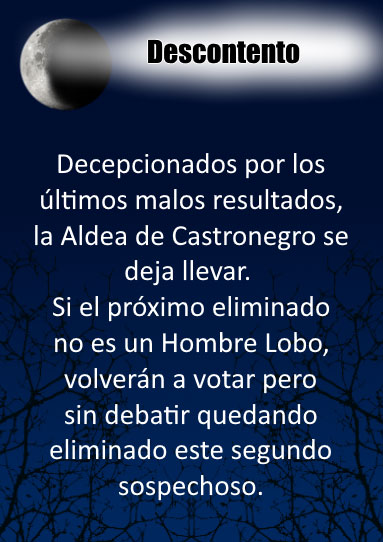 Descontento
Decepcionados por los
últimos malos resultados,
la Aldea de Castronegro se
deja llevar.
Si el próximo eliminado
no es un Hombre Lobo,
volverán a votar pero
sin debatir quedando
eliminado este segundo
sospechoso.